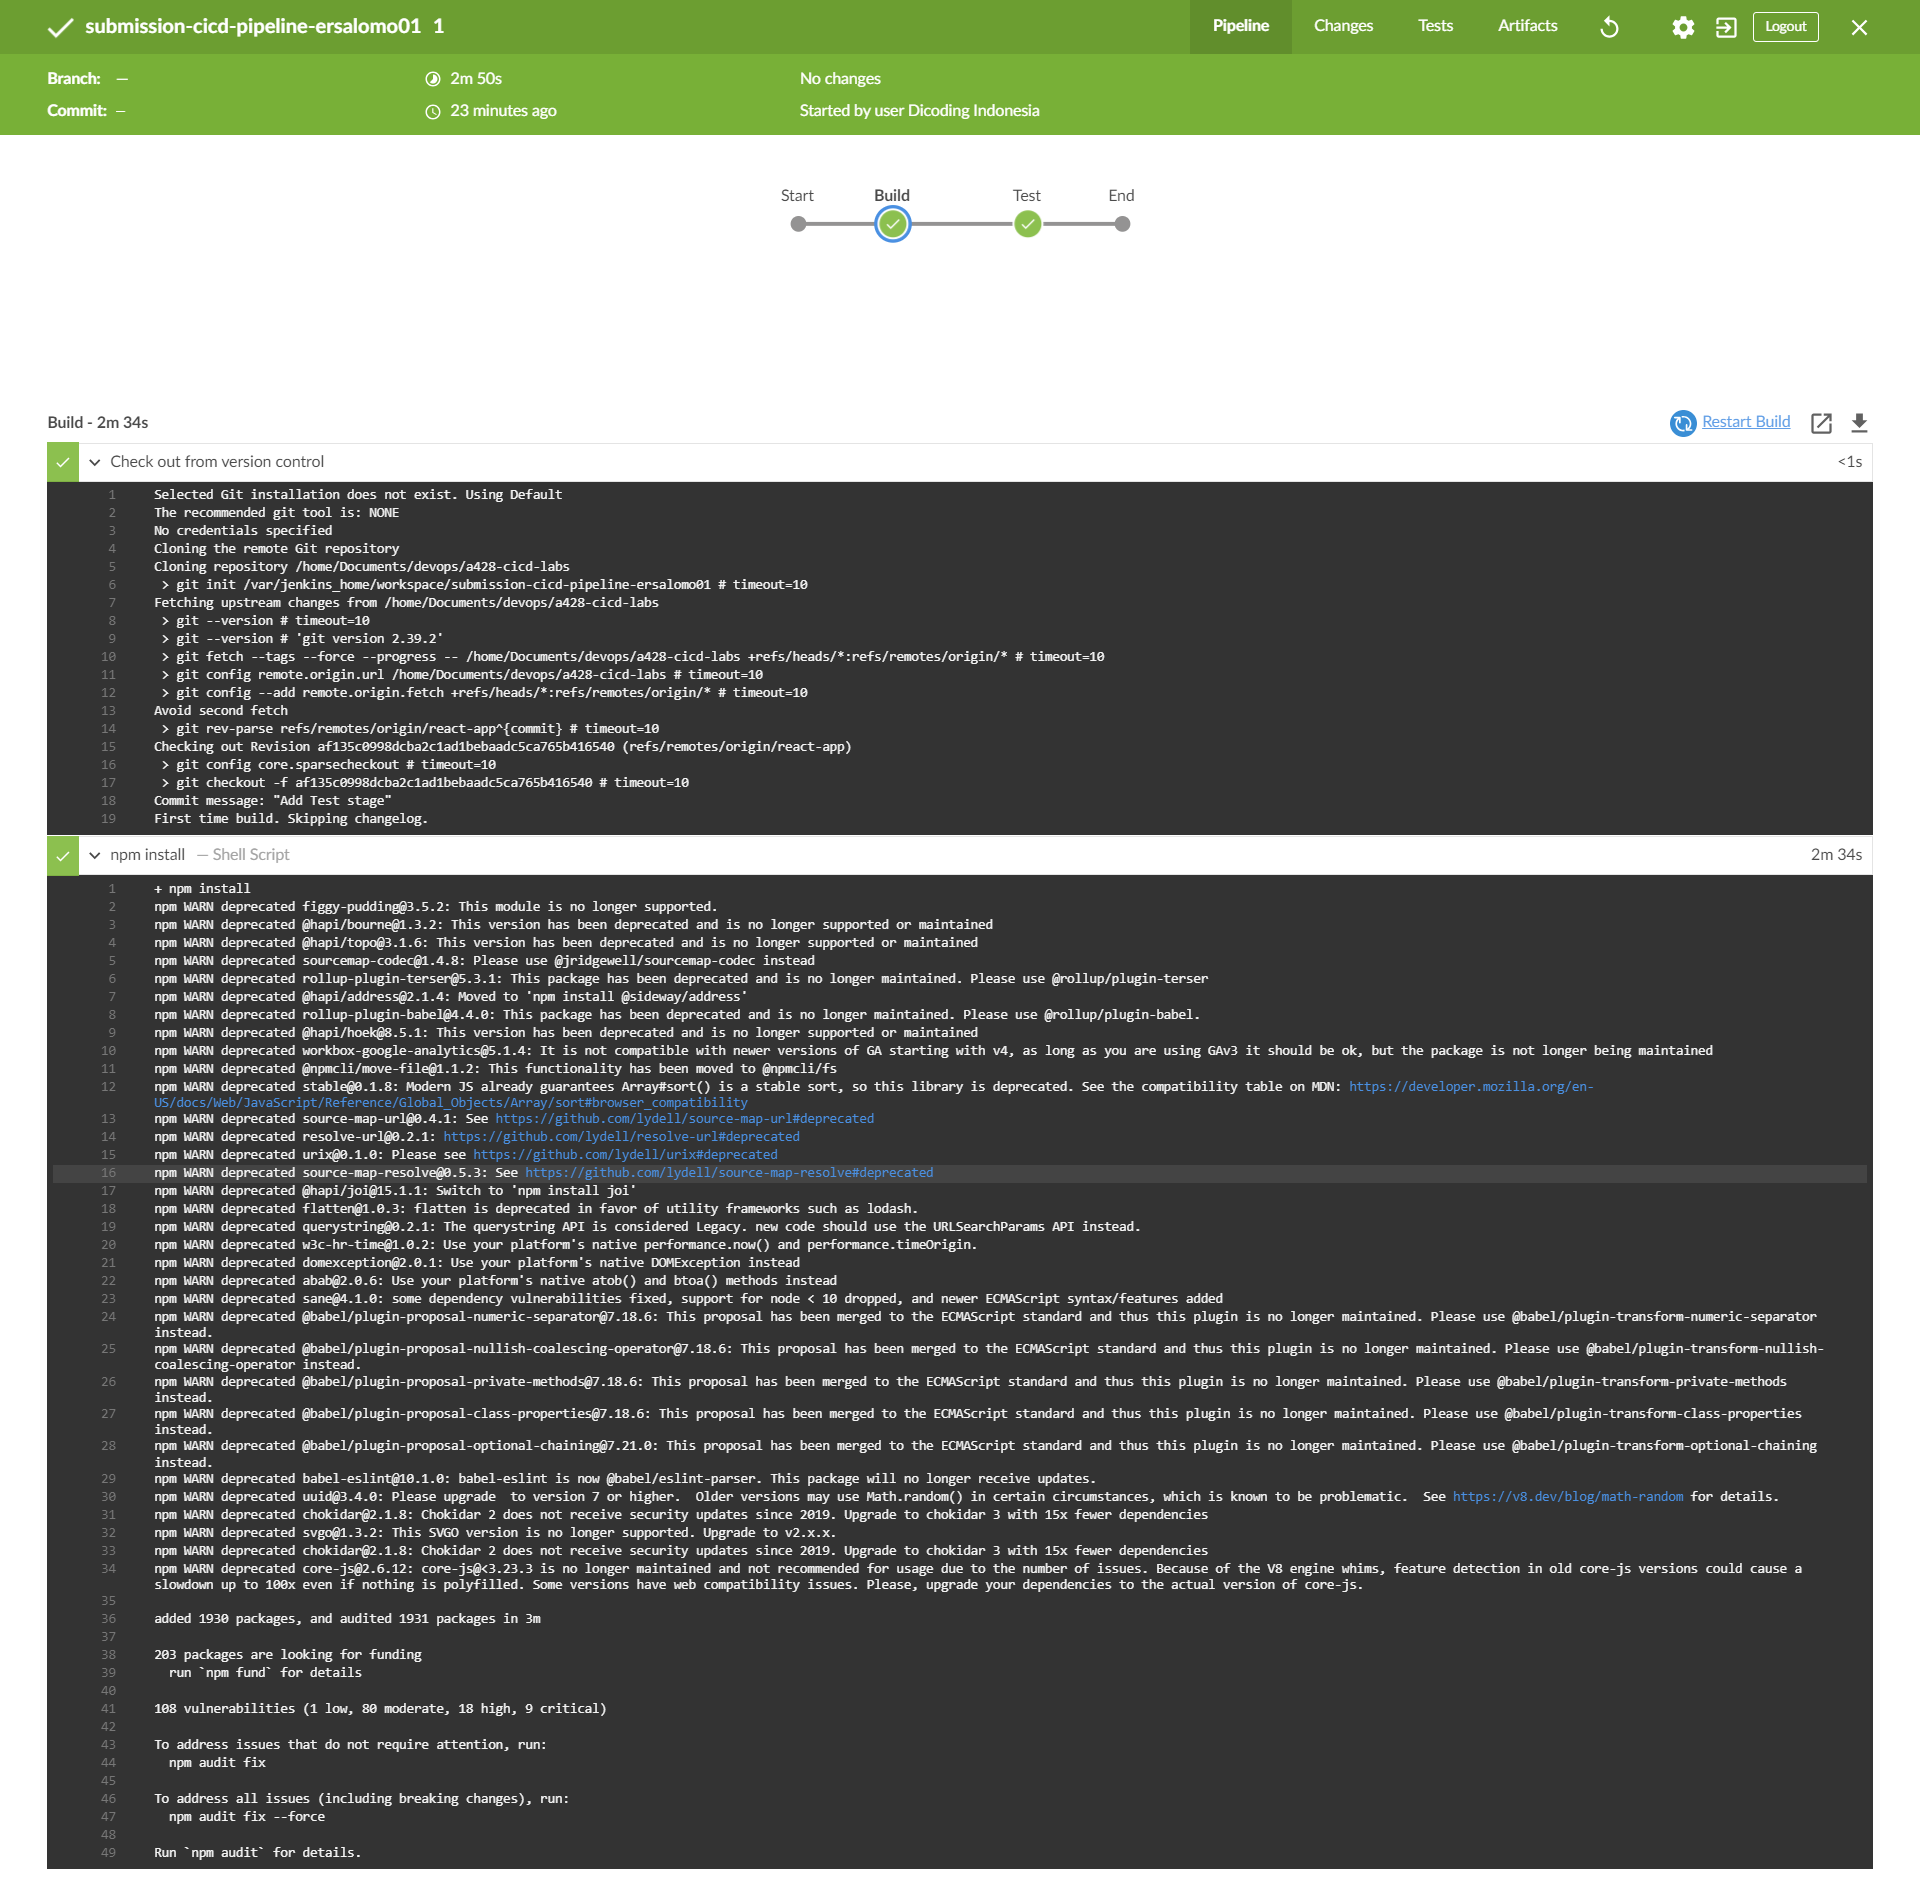 submission-cicd-pipeline-ersalomo01 1
Pipeline
Changes
Tests
Artifacts
Logout
Branch: —
2m 50s
No changes
Commit: —
23 minutes ago
Started by user Dicoding Indonesia
Start
Build
Test
End
Build - 2m 34s
Restart Build
Check out from version control
<1s
1 Selected Git installation does not exist. Using Default
2 The recommended git tool is: NONE
3 No credentials specified
4 Cloning the remote Git repository
5 Cloning repository /home/Documents/devops/a428-cicd-labs
6 > git init /var/jenkins_home/workspace/submission-cicd-pipeline-ersalomo01 # timeout=10
7 Fetching upstream changes from /home/Documents/devops/a428-cicd-labs
8 > git --version # timeout=10
9 > git --version # 'git version 2.39.2'
10 > git fetch --tags --force --progress -- /home/Documents/devops/a428-cicd-labs +refs/heads/*:refs/remotes/origin/* # timeout=10
11 > git config remote.origin.url /home/Documents/devops/a428-cicd-labs # timeout=10
12 > git config --add remote.origin.fetch +refs/heads/*:refs/remotes/origin/* # timeout=10
13 Avoid second fetch
14 > git rev-parse refs/remotes/origin/react-app^{commit} # timeout=10
15 Checking out Revision af135c0998dcba2c1ad1bebaadc5ca765b416540 (refs/remotes/origin/react-app)
16 > git config core.sparsecheckout # timeout=10
17 > git checkout -f af135c0998dcba2c1ad1bebaadc5ca765b416540 # timeout=10
18 Commit message: "Add Test stage"
19 First time build. Skipping changelog.
npm install — Shell Script
2m 34s
1 + npm install
2 npm WARN deprecated figgy-pudding@3.5.2: This module is no longer supported.
3 npm WARN deprecated @hapi/bourne@1.3.2: This version has been deprecated and is no longer supported or maintained
4 npm WARN deprecated @hapi/topo@3.1.6: This version has been deprecated and is no longer supported or maintained
5 npm WARN deprecated sourcemap-codec@1.4.8: Please use @jridgewell/sourcemap-codec instead
6 npm WARN deprecated rollup-plugin-terser@5.3.1: This package has been deprecated and is no longer maintained. Please use @rollup/plugin-terser
7 npm WARN deprecated @hapi/address@2.1.4: Moved to 'npm install @sideway/address'
8 npm WARN deprecated rollup-plugin-babel@4.4.0: This package has been deprecated and is no longer maintained. Please use @rollup/plugin-babel.
9 npm WARN deprecated @hapi/hoek@8.5.1: This version has been deprecated and is no longer supported or maintained
10 npm WARN deprecated workbox-google-analytics@5.1.4: It is not compatible with newer versions of GA starting with v4, as long as you are using GAv3 it should be ok, but the package is not longer being maintained
11 npm WARN deprecated @npmcli/move-file@1.1.2: This functionality has been moved to @npmcli/fs
12 npm WARN deprecated stable@0.1.8: Modern JS already guarantees Array#sort() is a stable sort, so this library is deprecated. See the compatibility table on MDN: https://developer.mozilla.org/en-
US/docs/Web/JavaScript/Reference/Global_Objects/Array/sort#browser_compatibility
13 npm WARN deprecated source-map-url@0.4.1: See https://github.com/lydell/source-map-url#deprecated
14 npm WARN deprecated resolve-url@0.2.1: https://github.com/lydell/resolve-url#deprecated
15 npm WARN deprecated urix@0.1.0: Please see https://github.com/lydell/urix#deprecated
16 npm WARN deprecated source-map-resolve@0.5.3: See https://github.com/lydell/source-map-resolve#deprecated
17 npm WARN deprecated @hapi/joi@15.1.1: Switch to 'npm install joi'
18 npm WARN deprecated flatten@1.0.3: flatten is deprecated in favor of utility frameworks such as lodash.
19 npm WARN deprecated querystring@0.2.1: The querystring API is considered Legacy. new code should use the URLSearchParams API instead.
20 npm WARN deprecated w3c-hr-time@1.0.2: Use your platform's native performance.now() and performance.timeOrigin.
21 npm WARN deprecated domexception@2.0.1: Use your platform's native DOMException instead
22 npm WARN deprecated abab@2.0.6: Use your platform's native atob() and btoa() methods instead
23 npm WARN deprecated sane@4.1.0: some dependency vulnerabilities fixed, support for node < 10 dropped, and newer ECMAScript syntax/features added
24 npm WARN deprecated @babel/plugin-proposal-numeric-separator@7.18.6: This proposal has been merged to the ECMAScript standard and thus this plugin is no longer maintained. Please use @babel/plugin-transform-numeric-separator
instead.
25 npm WARN deprecated @babel/plugin-proposal-nullish-coalescing-operator@7.18.6: This proposal has been merged to the ECMAScript standard and thus this plugin is no longer maintained. Please use @babel/plugin-transform-nullish-
coalescing-operator instead.
26 npm WARN deprecated @babel/plugin-proposal-private-methods@7.18.6: This proposal has been merged to the ECMAScript standard and thus this plugin is no longer maintained. Please use @babel/plugin-transform-private-methods
instead.
27 npm WARN deprecated @babel/plugin-proposal-class-properties@7.18.6: This proposal has been merged to the ECMAScript standard and thus this plugin is no longer maintained. Please use @babel/plugin-transform-class-properties
instead.
28 npm WARN deprecated @babel/plugin-proposal-optional-chaining@7.21.0: This proposal has been merged to the ECMAScript standard and thus this plugin is no longer maintained. Please use @babel/plugin-transform-optional-chaining
instead.
29 npm WARN deprecated babel-eslint@10.1.0: babel-eslint is now @babel/eslint-parser. This package will no longer receive updates.
30 npm WARN deprecated uuid@3.4.0: Please upgrade  to version 7 or higher.  Older versions may use Math.random() in certain circumstances, which is known to be problematic.  See https://v8.dev/blog/math-random for details.
31 npm WARN deprecated chokidar@2.1.8: Chokidar 2 does not receive security updates since 2019. Upgrade to chokidar 3 with 15x fewer dependencies
32 npm WARN deprecated svgo@1.3.2: This SVGO version is no longer supported. Upgrade to v2.x.x.
33 npm WARN deprecated chokidar@2.1.8: Chokidar 2 does not receive security updates since 2019. Upgrade to chokidar 3 with 15x fewer dependencies
34 npm WARN deprecated core-js@2.6.12: core-js@<3.23.3 is no longer maintained and not recommended for usage due to the number of issues. Because of the V8 engine whims, feature detection in old core-js versions could cause a
slowdown up to 100x even if nothing is polyfilled. Some versions have web compatibility issues. Please, upgrade your dependencies to the actual version of core-js.
35
36 added 1930 packages, and audited 1931 packages in 3m
37
38 203 packages are looking for funding
39 run `npm fund` for details
40
41 108 vulnerabilities (1 low, 80 moderate, 18 high, 9 critical)
42
43 To address issues that do not require attention, run:
44 npm audit fix
45
46 To address all issues (including breaking changes), run:
47 npm audit fix --force
48
49 Run `npm audit` for details.